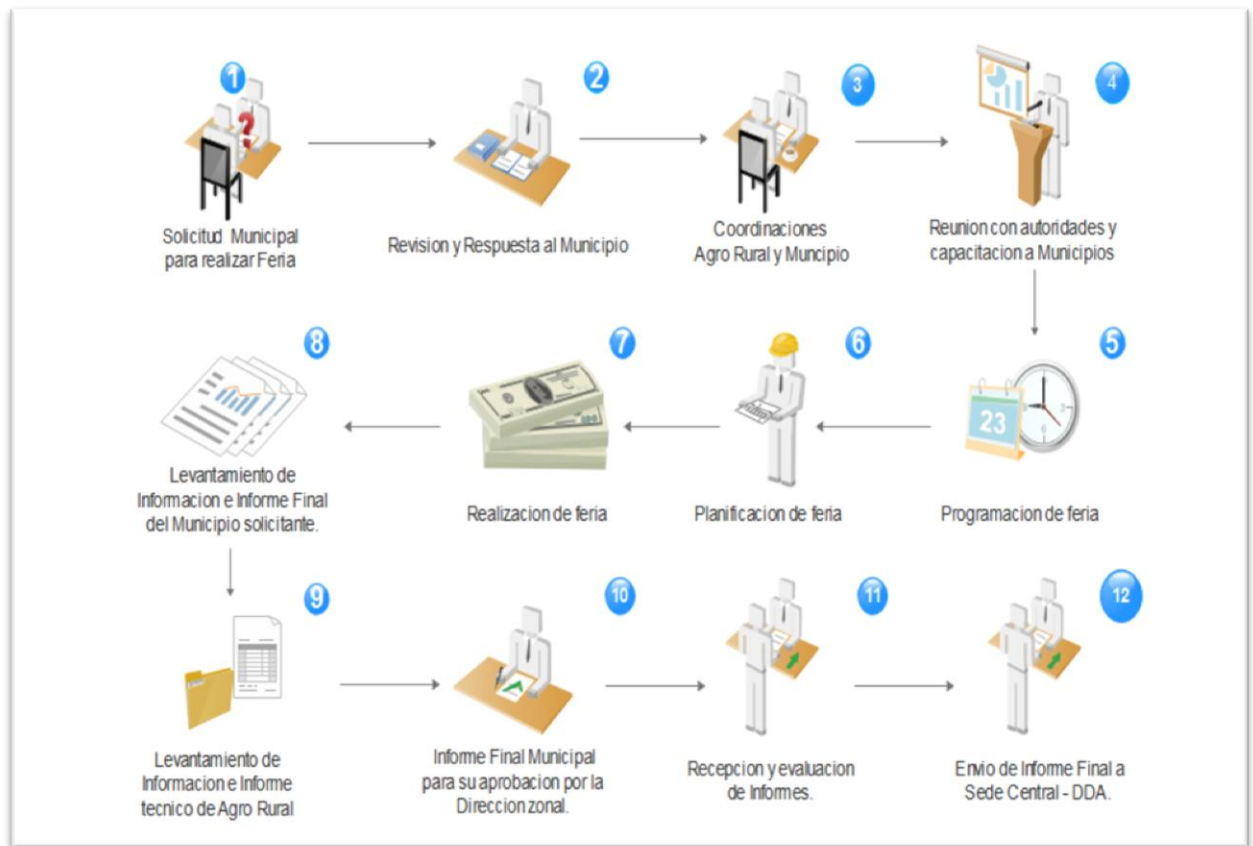 1
Solicitud Municipal
para realizar Feria
2
Revision y Respuesta al Municipio
3
Coordinaciones
Agro Rural y Muncipio
4
Reunion con autoridades y
capacitacion a Municipios
5
23
Programacion de feria
6
Planificacion de feria
7
Realizacion de feria
8
Levantamiento de
Informacion e Informe Final
del Municipio solicitante.
9
Levantamiento de
Informacion e Informe
tecnico de Agro Rural
10
Informe Final Municipal
para su aprobacion por la
Direccion zonal.
11
Recepcion y evaluacion
de Informes.
12
Envio de Informe Final a
Sede Central - DDA.